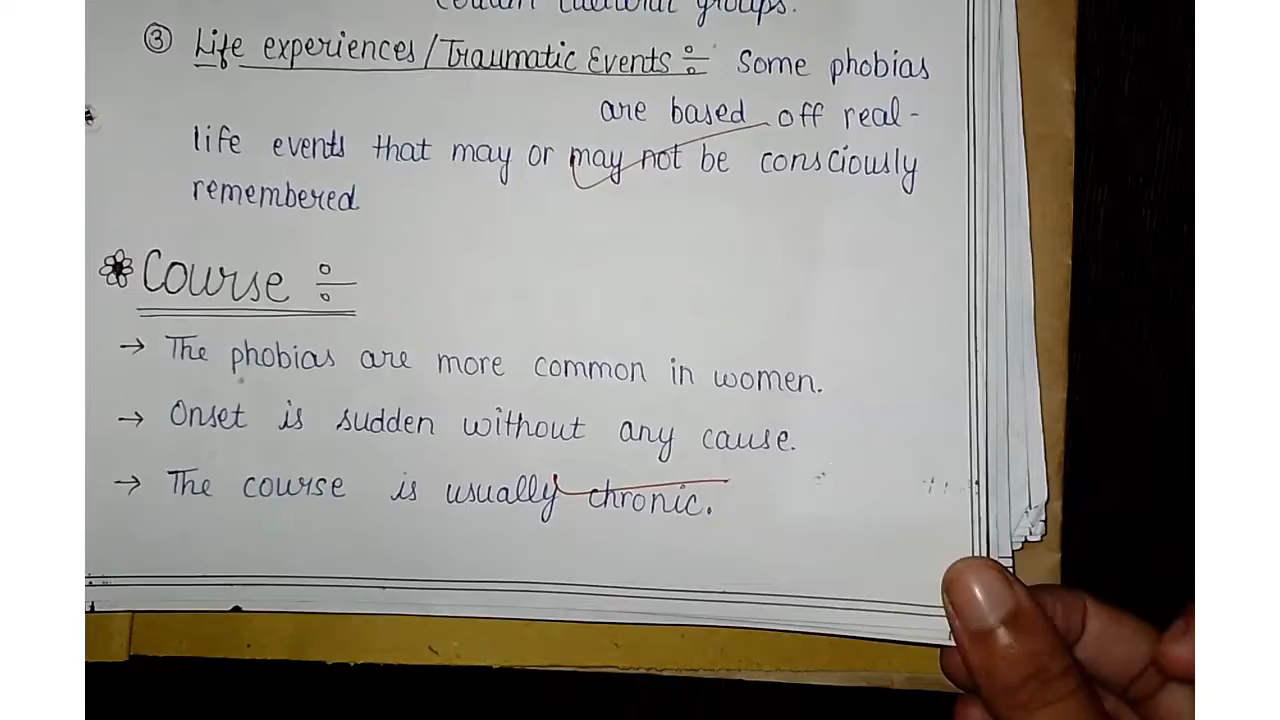 cultural groups.
③ Life experiences/Traumatic Events ÷ Some phobias
are based off real-
life events that may or may not be consciously
remembered
Course ÷
→ The phobias are more common in women.
→ Onset is sudden without any cause.
→ The course is usually chronic.